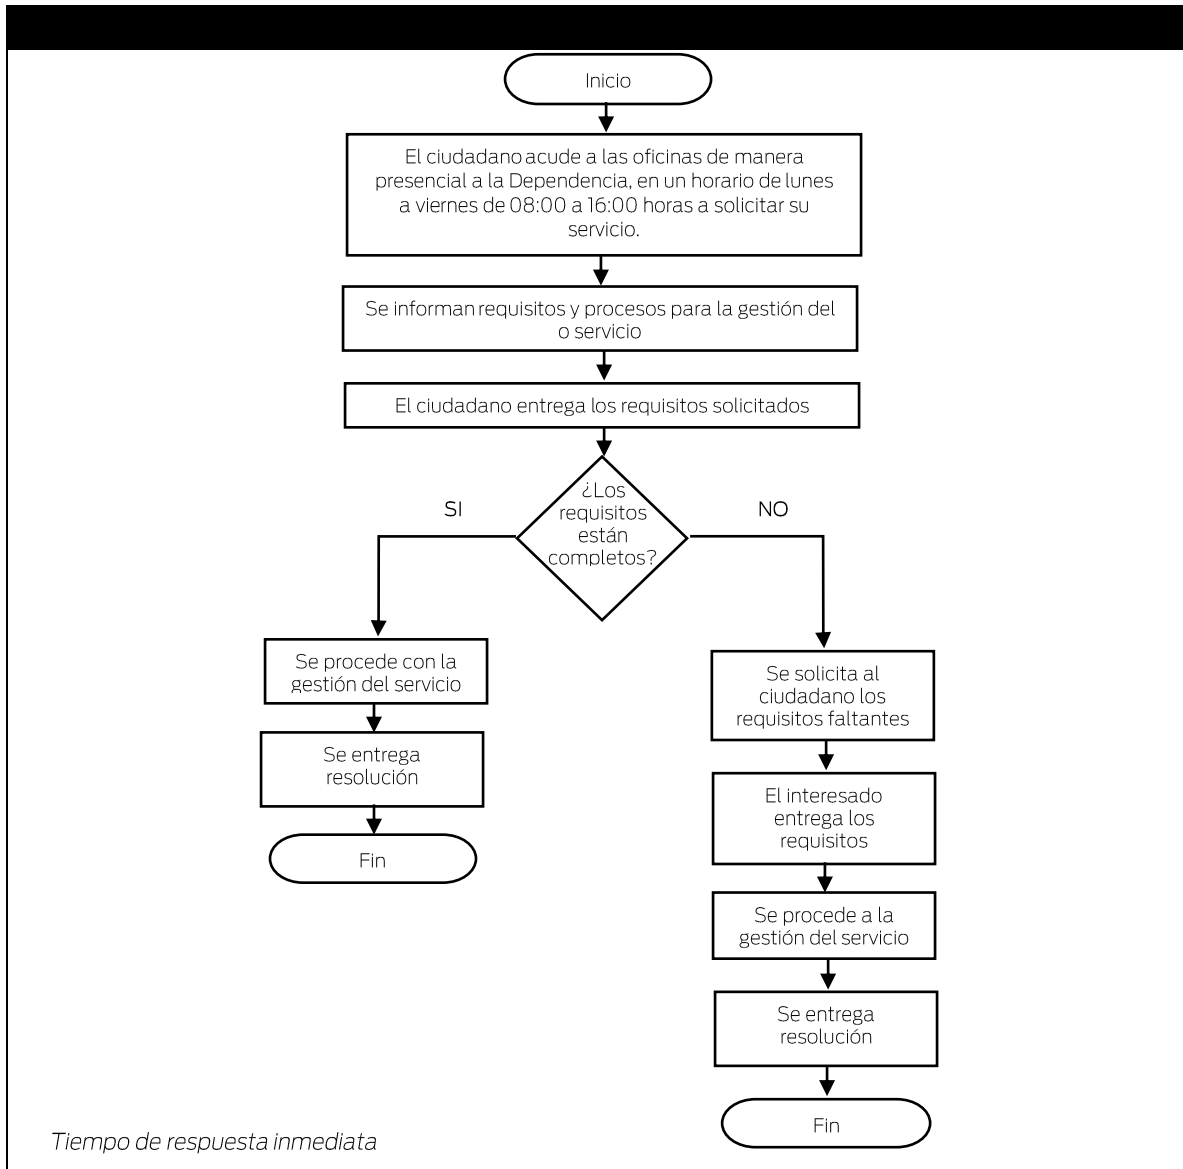 Inicio
El ciudadano acude a las oficinas de manera
presencial a la Dependencia, en un horario de lunes
a viernes de 08:00 a 16:00 horas a solicitar su
servicio.
Se informan requisitos y procesos para la gestión del
o servicio
El ciudadano entrega los requisitos solicitados
¿Los
requisitos
están
completos?
SI
NO
Se procede con la
gestión del servicio
Se entrega
resolución
Fin
Se solicita al
ciudadano los
requisitos faltantes
El interesado
entrega los
requisitos
Se procede a la
gestión del servicio
Se entrega
resolución
Fin
Tiempo de respuesta inmediata